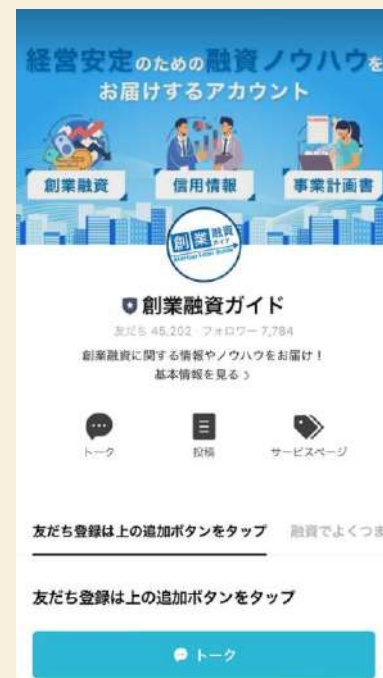 経営安定のための融資ノウハウを
お届けするアカウント
創業融資
信用情報
事業計画書
創業融資
ガイド
創業融資ガイド
友だち 45,202 フォロワー 7,784
創業融資に関する情報やノウハウをお届け！
基本情報を見る >
トーク
投稿
サービスページ
友だち登録は上の追加ボタンをタップ
融資でよくつま
友だち登録は上の追加ボタンをタップ
トーク